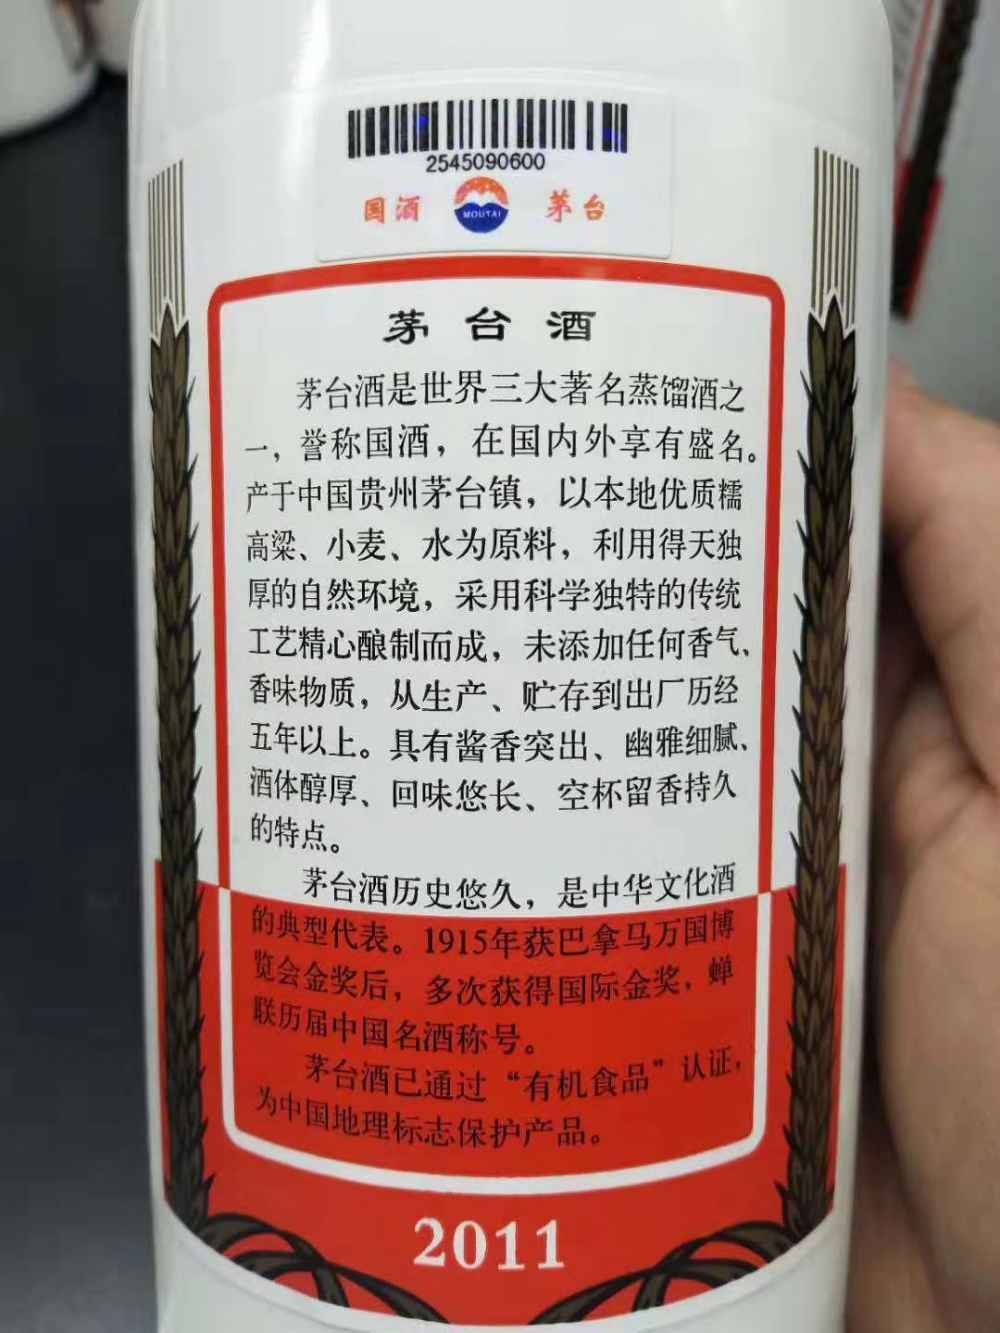 2545090600
国酒 MOUTAI 茅台
茅台酒
茅台酒是世界三大著名蒸馏酒之
一，誉称国酒，在国内外享有盛名。
产于中国贵州茅台镇，以本地优质糯
高粱、小麦、水为原料，利用得天独
厚的自然环境，采用科学独特的传统
工艺精心酿制而成，未添加任何香气、
香味物质，从生产、贮存到出厂历经
五年以上。具有酱香突出、幽雅细腻、
酒体醇厚、回味悠长、空杯留香持久
的特点。
茅台酒历史悠久，是中华文化酒
的典型代表。1915年获巴拿马万国博
览会金奖后，多次获得国际金奖，蝉
联历届中国名酒称号。
茅台酒已通过“有机食品”认证，
为中国地理标志保护产品。
2011